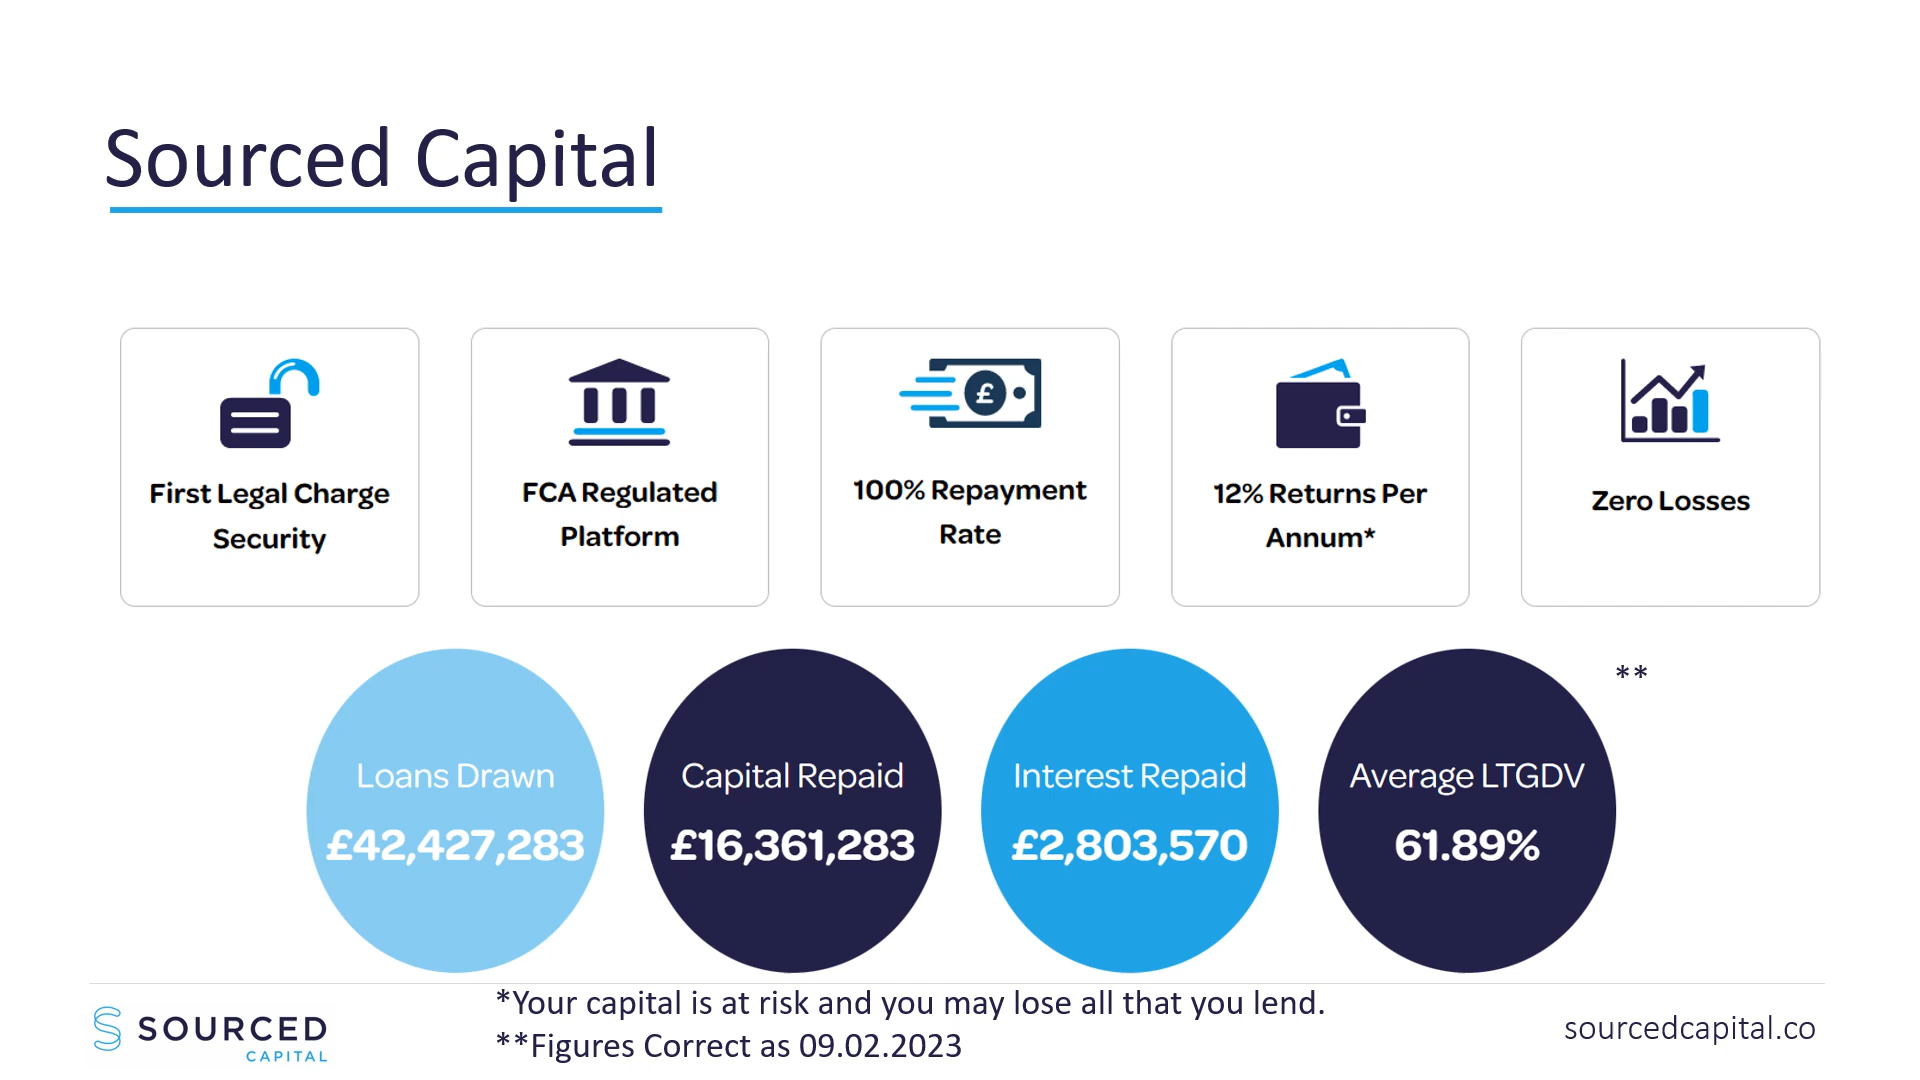 Sourced Capital
First Legal Charge
Security
FCA Regulated
Platform
£
100% Repayment
Rate
12% Returns Per
Annum*
Zero Losses
**
Loans Drawn
£42,427,283
Capital Repaid
£16,361,283
Interest Repaid
£2,803,570
Average LTGDV
61.89%
*Your capital is at risk and you may lose all that you lend.
**Figures Correct as 09.02.2023
SOURCED
CAPITAL
sourcedcapital.co